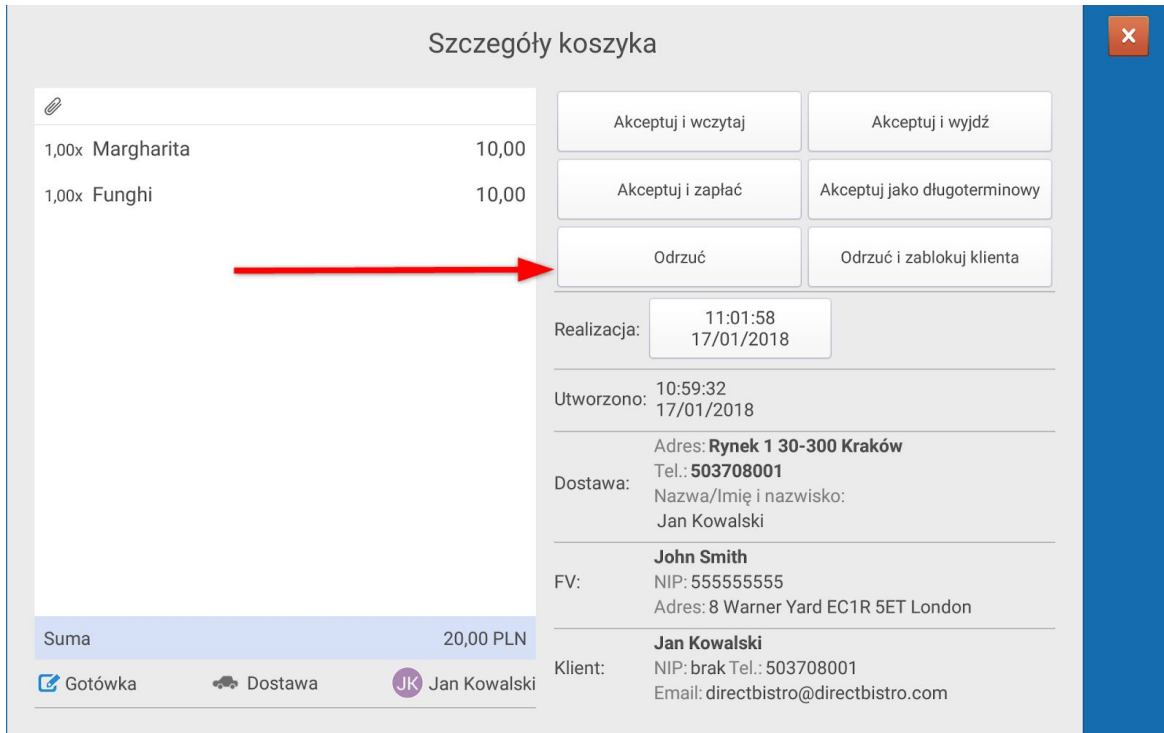 Szczegóły koszyka
1,00x Margharita 10,00
1,00x Funghi 10,00
Suma 20,00 PLN
Gotówka Dostawa JK Jan Kowalski
Akceptuj i wczytaj Akceptuj i wyjdź
Akceptuj i zapłać Akceptuj jako długoterminowy
Odrzuć Odrzuć i zablokuj klienta
Realizacja: 11:01:58
17/01/2018
Utworzono: 10:59:32
17/01/2018
Dostawa: Adres: Rynek 1 30-300 Kraków
Tel.: 503708001
Nazwa/Imię i nazwisko:
Jan Kowalski
FV: John Smith
NIP: 555555555
Adres: 8 Warner Yard EC1R 5ET London
Klient: Jan Kowalski
NIP: brak Tel.: 503708001
Email: directbistro@directbistro.com